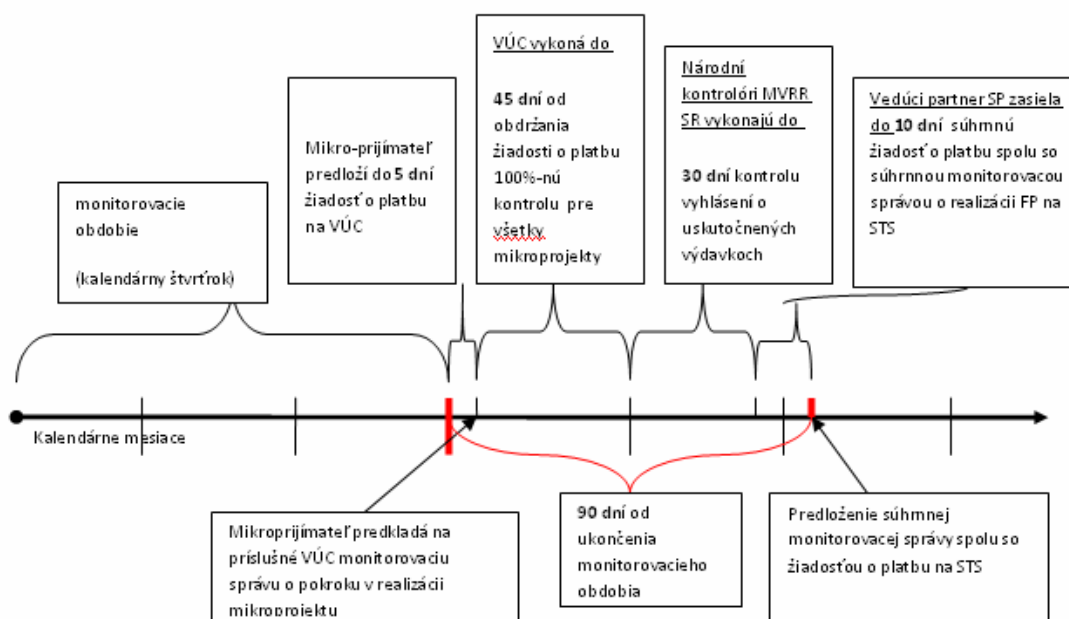 monitorovacie
obdobie
(kalendárny štvrťrok)
Mikro-prijímateľ
predloží do 5 dní
žiadosť o platbu
na VÚC
VÚC vykoná do
45 dní od
obdržania
žiadosti o platbu
100%-nú
kontrolu pre
všetky
mikroprojekty
Národní
kontrolóri MVRR
SR vykonajú do
30 dní kontrolu
vyhlásení o
uskutočnených
výdavkoch
Vedúci partner SP zasiela
do 10 dní súhrnnú
žiadosť o platbu spolu so
súhrnnou monitorovacou
správou o realizácií FP na
STS
Kalendárne mesiace
Mikroprijímateľ predkladá na
príslušné VÚC monitorovaciu
správu o pokroku v realizácii
mikroprojektu
90 dní od
ukončenia
monitorovacieho
obdobia
Predloženie súhrnnej
monitorovacej správy spolu so
žiadosťou o platbu na STS